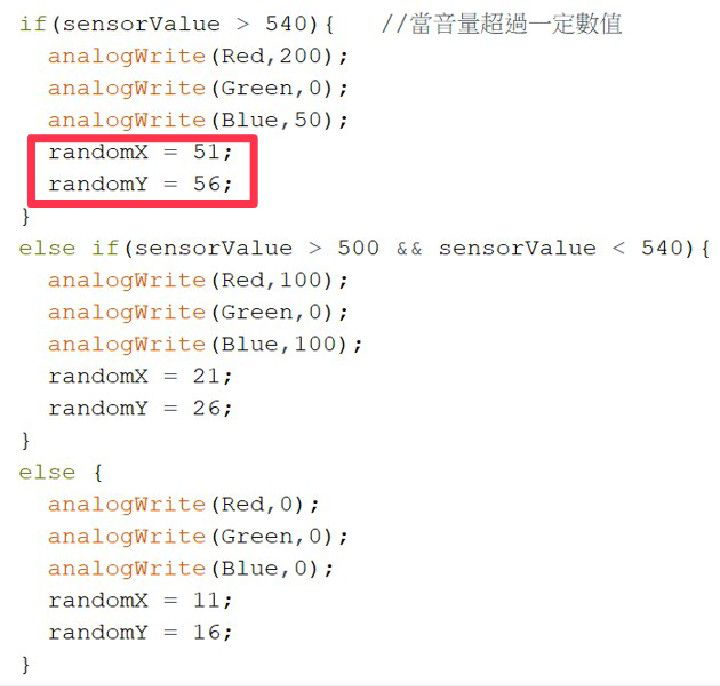 if(sensorValue > 540){   //當音量超過一定數值
  analogWrite(Red,200);
  analogWrite(Green,0);
  analogWrite(Blue,50);
  randomX = 51;
  randomY = 56;
}
else if(sensorValue > 500 && sensorValue < 540){
  analogWrite(Red,100);
  analogWrite(Green,0);
  analogWrite(Blue,100);
  randomX = 21;
  randomY = 26;
}
else {
  analogWrite(Red,0);
  analogWrite(Green,0);
  analogWrite(Blue,0);
  randomX = 11;
  randomY = 16;
}